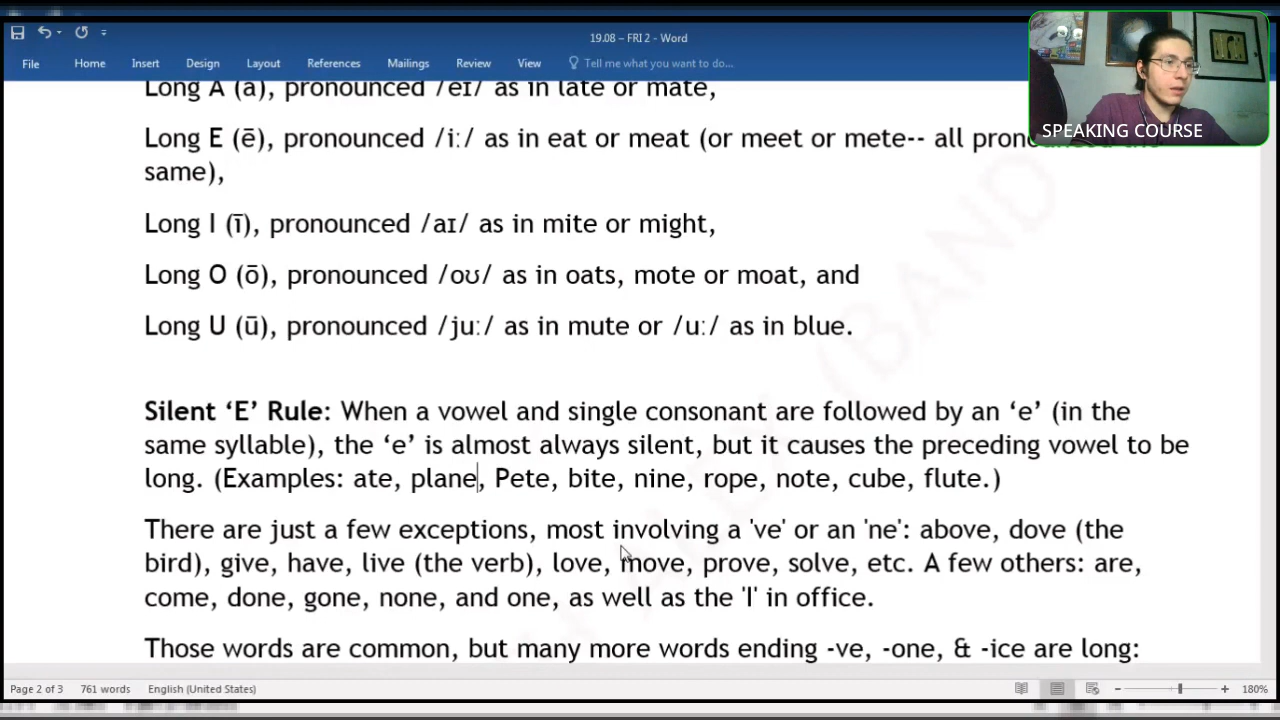 19.08 – FRI 2 - Word
File Home Insert Design Layout References Mailings Review View Tell me what you want to do...
SPEAKING COURSE
Long A (ā), pronounced /eɪ/ as in late or mate,
Long E (ē), pronounced /iː/ as in eat or meat (or meet or mete-- all pronounced the
same),
Long I (ī), pronounced /aɪ/ as in mite or might,
Long O (ō), pronounced /oʊ/ as in oats, mote or moat, and
Long U (ū), pronounced /juː/ as in mute or /uː/ as in blue.
Silent ‘E’ Rule: When a vowel and single consonant are followed by an ‘e’ (in the
same syllable), the ‘e’ is almost always silent, but it causes the preceding vowel to be
long. (Examples: ate, plane, Pete, bite, nine, rope, note, cube, flute.)
There are just a few exceptions, most involving a 've' or an 'ne': above, dove (the
bird), give, have, live (the verb), love, move, prove, solve, etc. A few others: are,
come, done, gone, none, and one, as well as the 'I' in office.
Those words are common, but many more words ending -ve, -one, & -ice are long:
Page 2 of 3 761 words English (United States) 180%